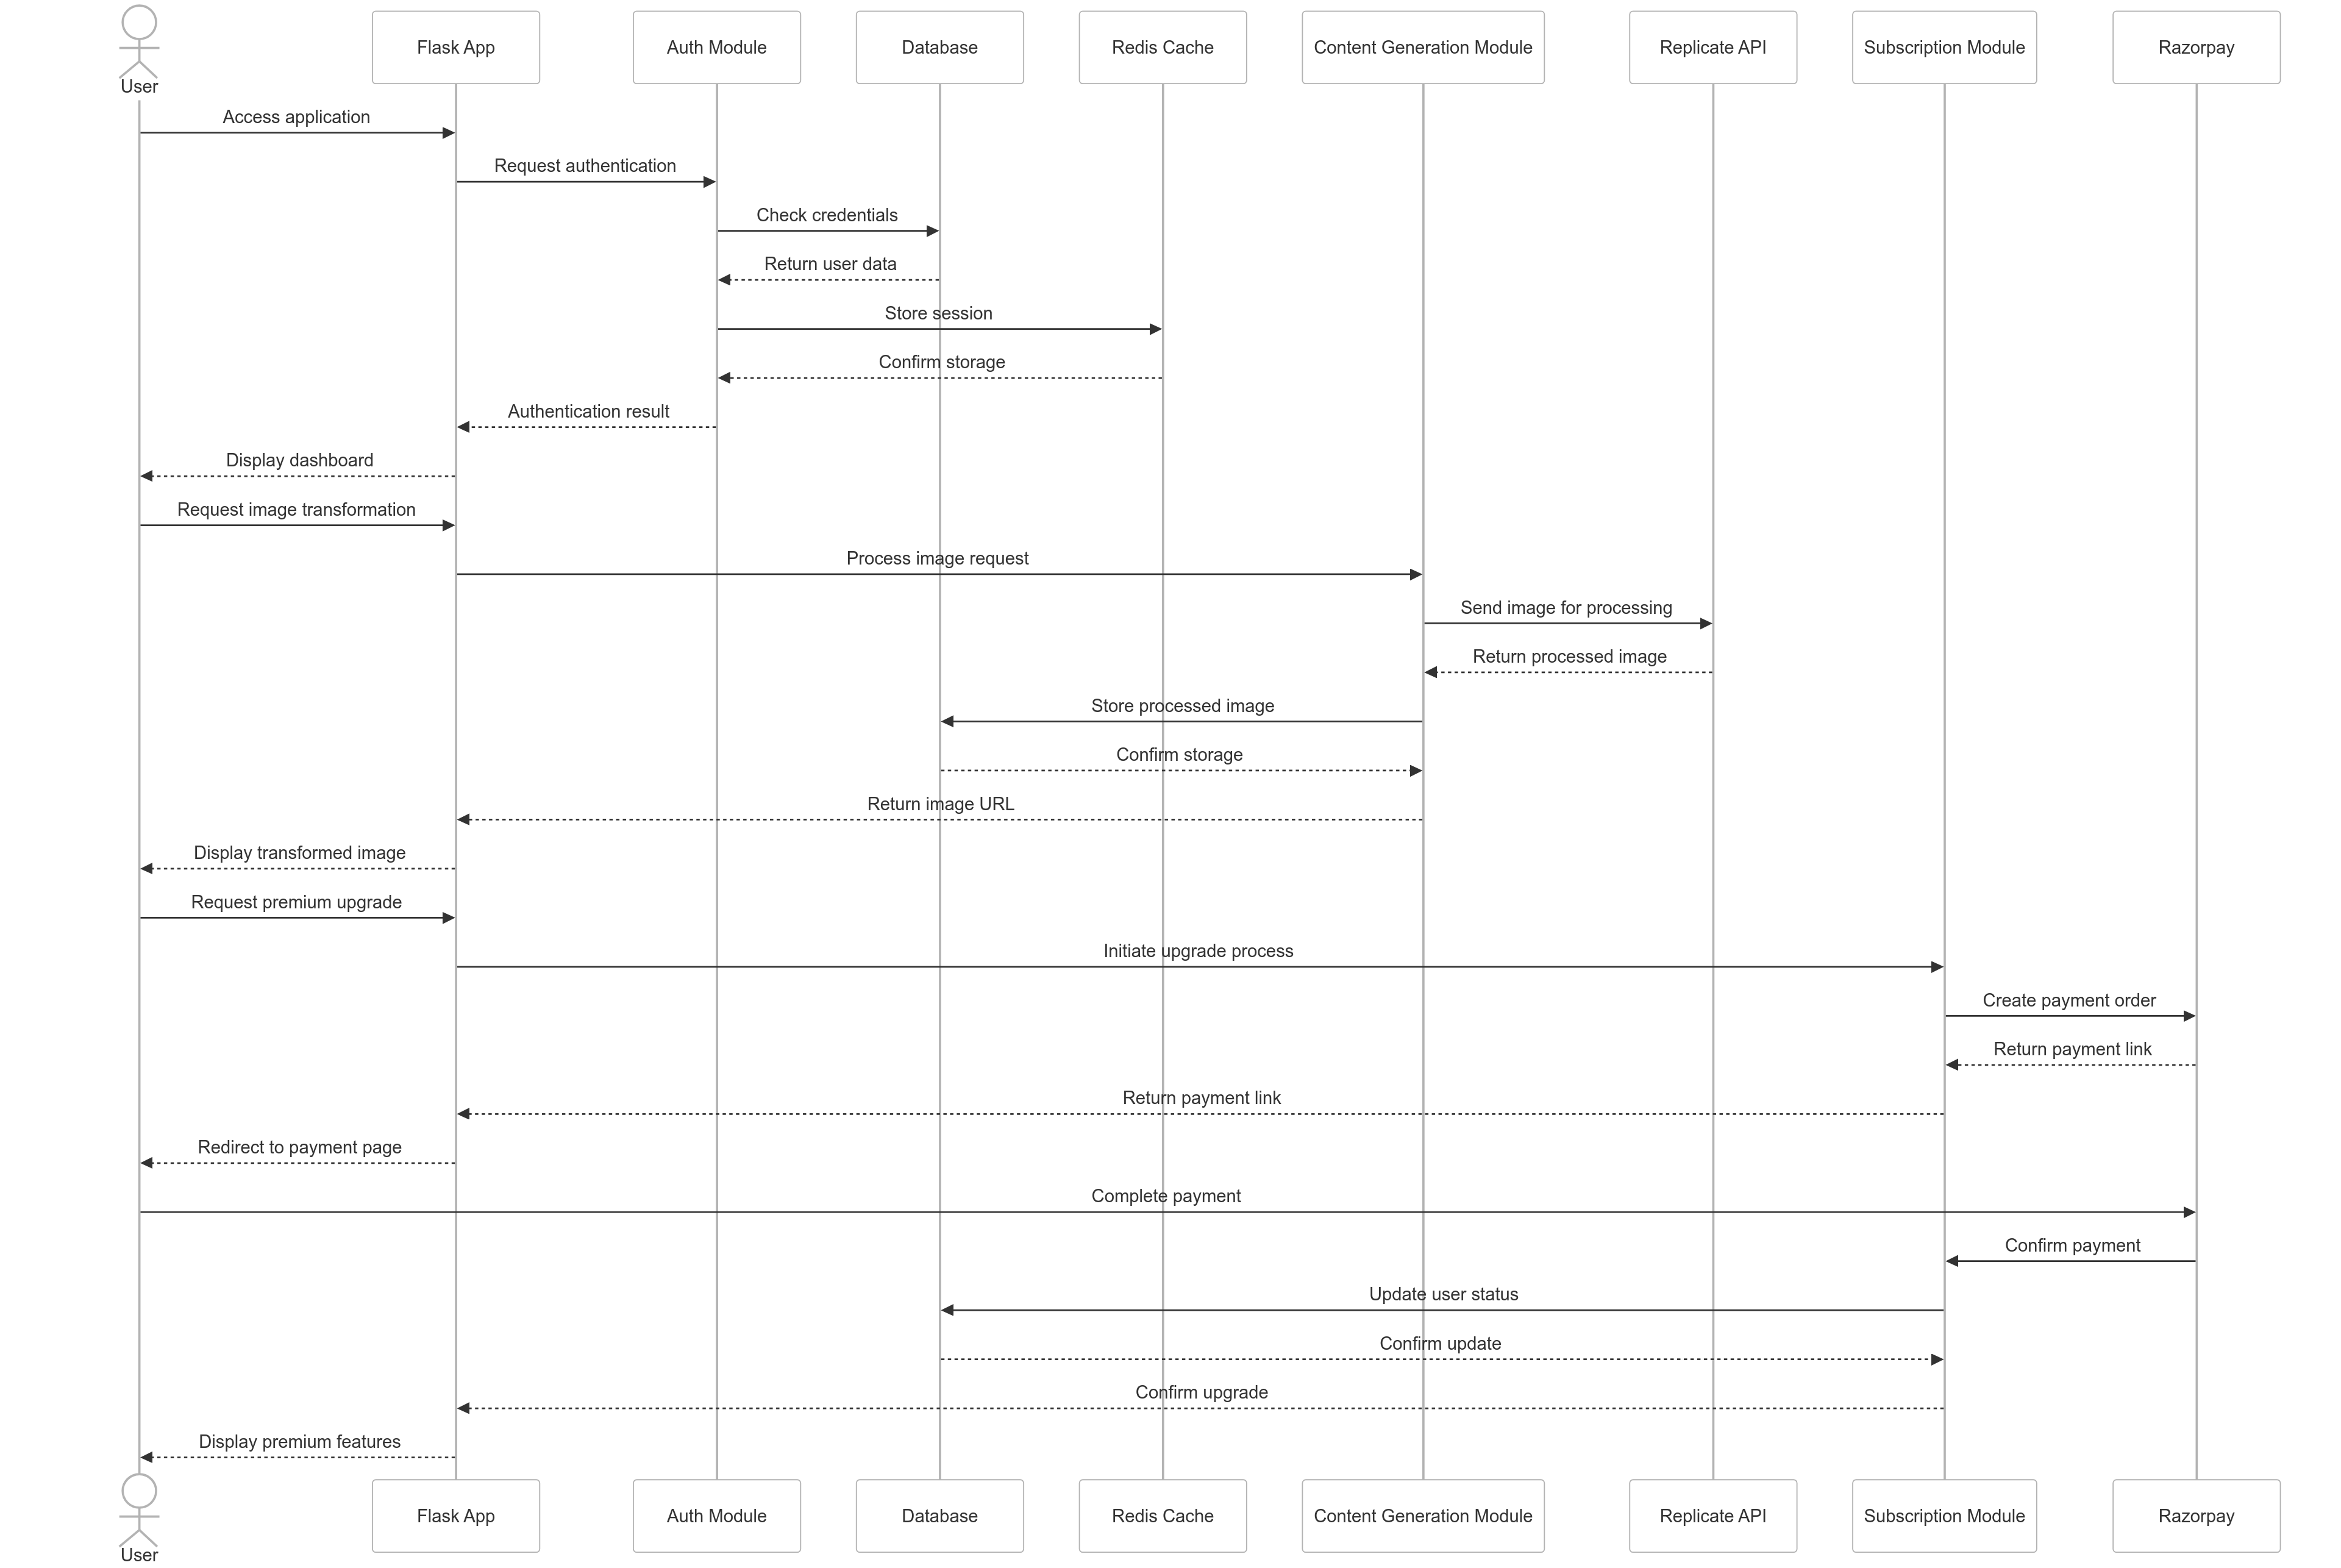 User
Flask App
Auth Module
Database
Redis Cache
Content Generation Module
Replicate API
Subscription Module
Razorpay
Access application
Request authentication
Check credentials
Return user data
Store session
Confirm storage
Authentication result
Display dashboard
Request image transformation
Process image request
Send image for processing
Return processed image
Store processed image
Confirm storage
Return image URL
Display transformed image
Request premium upgrade
Initiate upgrade process
Create payment order
Return payment link
Return payment link
Redirect to payment page
Complete payment
Confirm payment
Update user status
Confirm update
Confirm upgrade
Display premium features
User
Flask App
Auth Module
Database
Redis Cache
Content Generation Module
Replicate API
Subscription Module
Razorpay